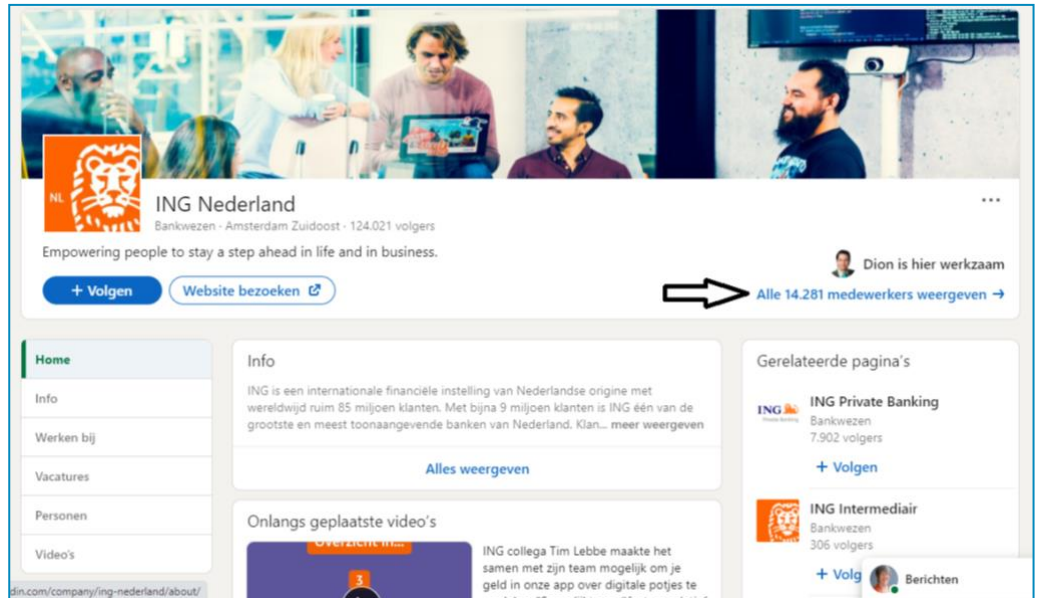 NL
ING Nederland
Bankwezen · Amsterdam Zuidoost · 124.021 volgers
Empowering people to stay a step ahead in life and in business.
+ Volgen
Website bezoeken
...
Dion is hier werkzaam
Alle 14.281 medewerkers weergeven →
Home
Info
Werken bij
Vacatures
Personen
Video's
din.com/company/ing-nederland/about/
Info
ING is een internationale financiële instelling van Nederlandse origine met
wereldwijd ruim 85 miljoen klanten. Met bijna 9 miljoen klanten is ING één van de
grootste en meest toonaangevende banken van Nederland. Klan... meer weergeven
Alles weergeven
Onlangs geplaatste video's
Overzicht in...
3
ING collega Tim Lebbe maakte het
samen met zijn team mogelijk om je
geld in onze app over digitale potjes te
Gerelateerde pagina's
ING
ING Private Banking
Bankwezen
7.902 volgers
+ Volgen
ING Intermediair
Bankwezen
306 volgers
+ Volg
Berichten